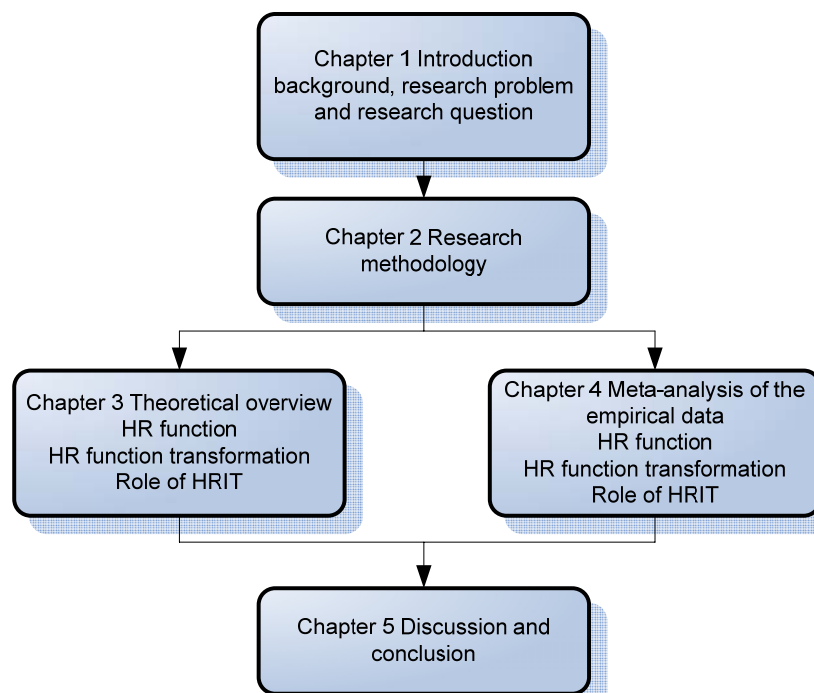 Chapter 1 Introduction
background, research problem
and research question
Chapter 2 Research
methodology
Chapter 3 Theoretical overview
HR function
HR function transformation
Role of HRIT
Chapter 4 Meta-analysis of the
empirical data
HR function
HR function transformation
Role of HRIT
Chapter 5 Discussion and
conclusion